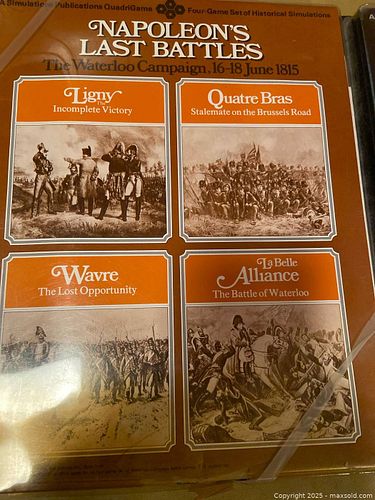 A Simulations Publications QuadriGame
Four-Game Set of Historical Simulations
NAPOLEON'S
LAST BATTLES
The Waterloo Campaign, 16-18 June 1815
Ligny
The
Incomplete Victory
Quatre Bras
Stalemate on the Brussels Road
Wavre
The Lost Opportunity
La Belle
Alliance
The Battle of Waterloo
A
Copyright © 2025 - maxsold.com